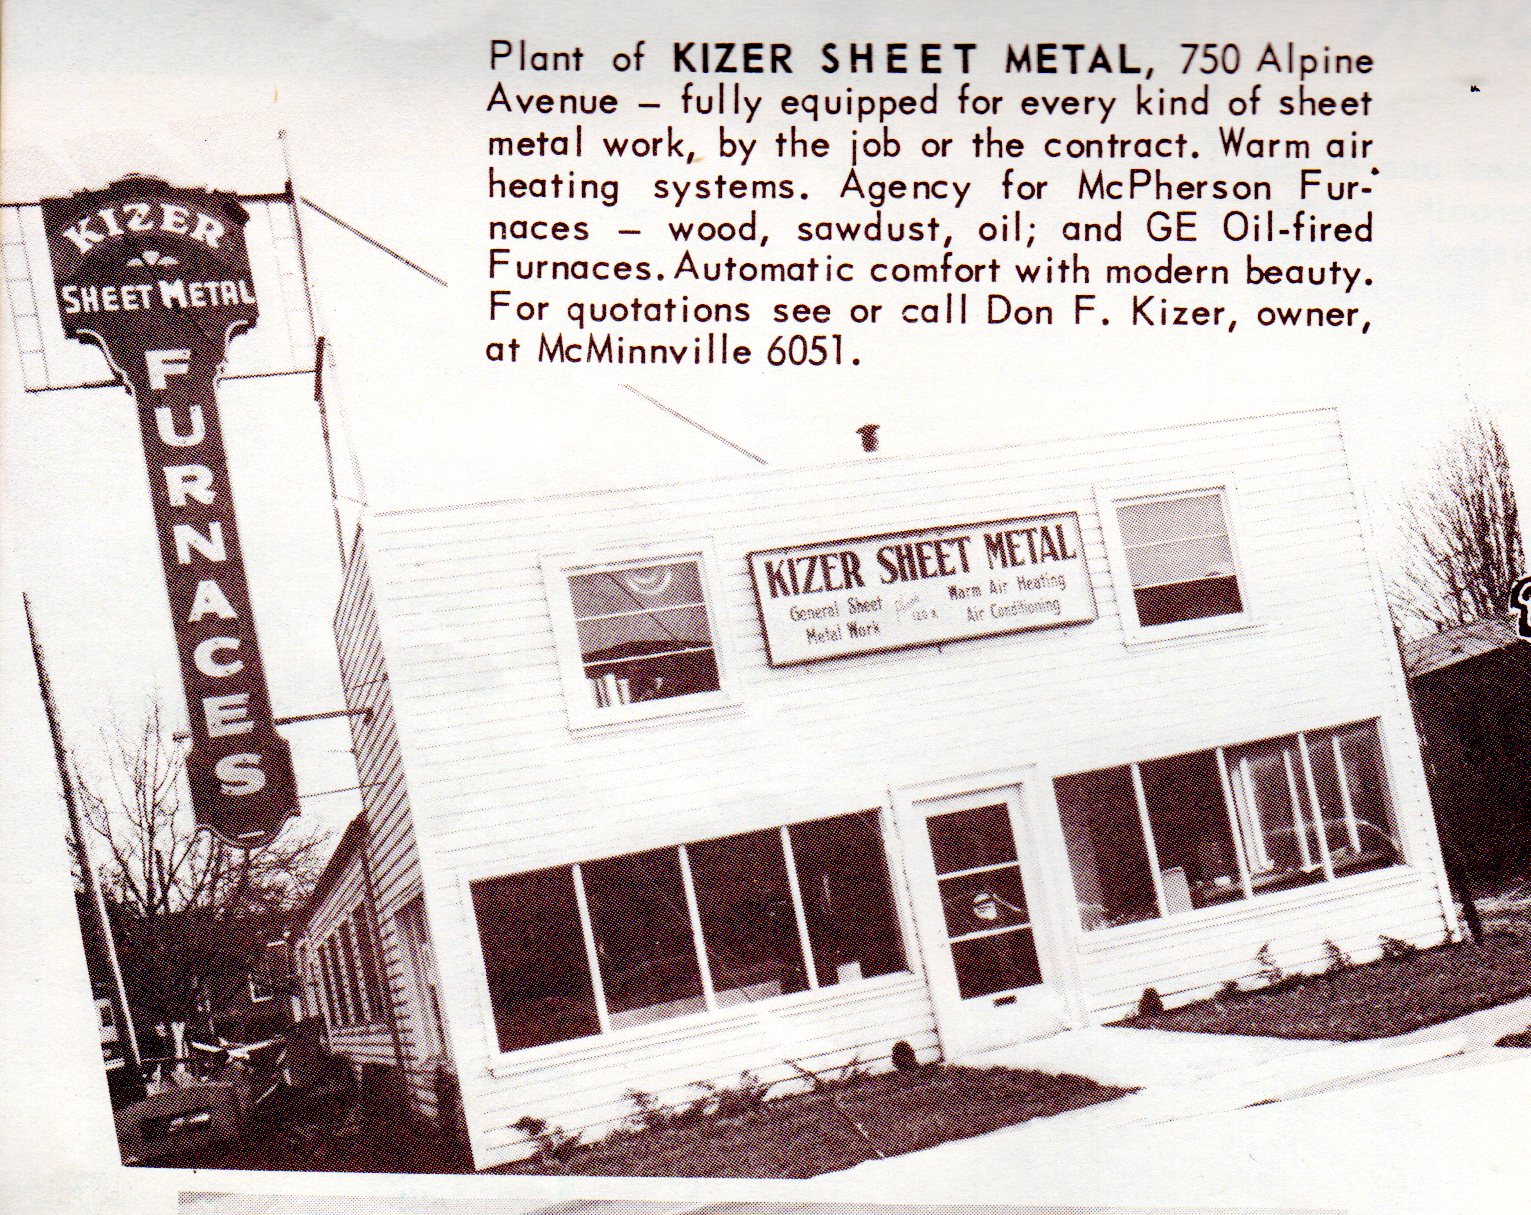 Plant of KIZER SHEET METAL, 750 Alpine
Avenue – fully equipped for every kind of sheet
metal work, by the job or the contract. Warm air
heating systems. Agency for McPherson Fur-
naces – wood, sawdust, oil; and GE Oil-fired
Furnaces. Automatic comfort with modern beauty.
For quotations see or call Don F. Kizer, owner,
at McMinnville 6051.
KIZER
SHEET METAL
FURNACES
KIZER SHEET METAL
General Sheet
Metal Work
Warm Air Heating
Air Conditioning